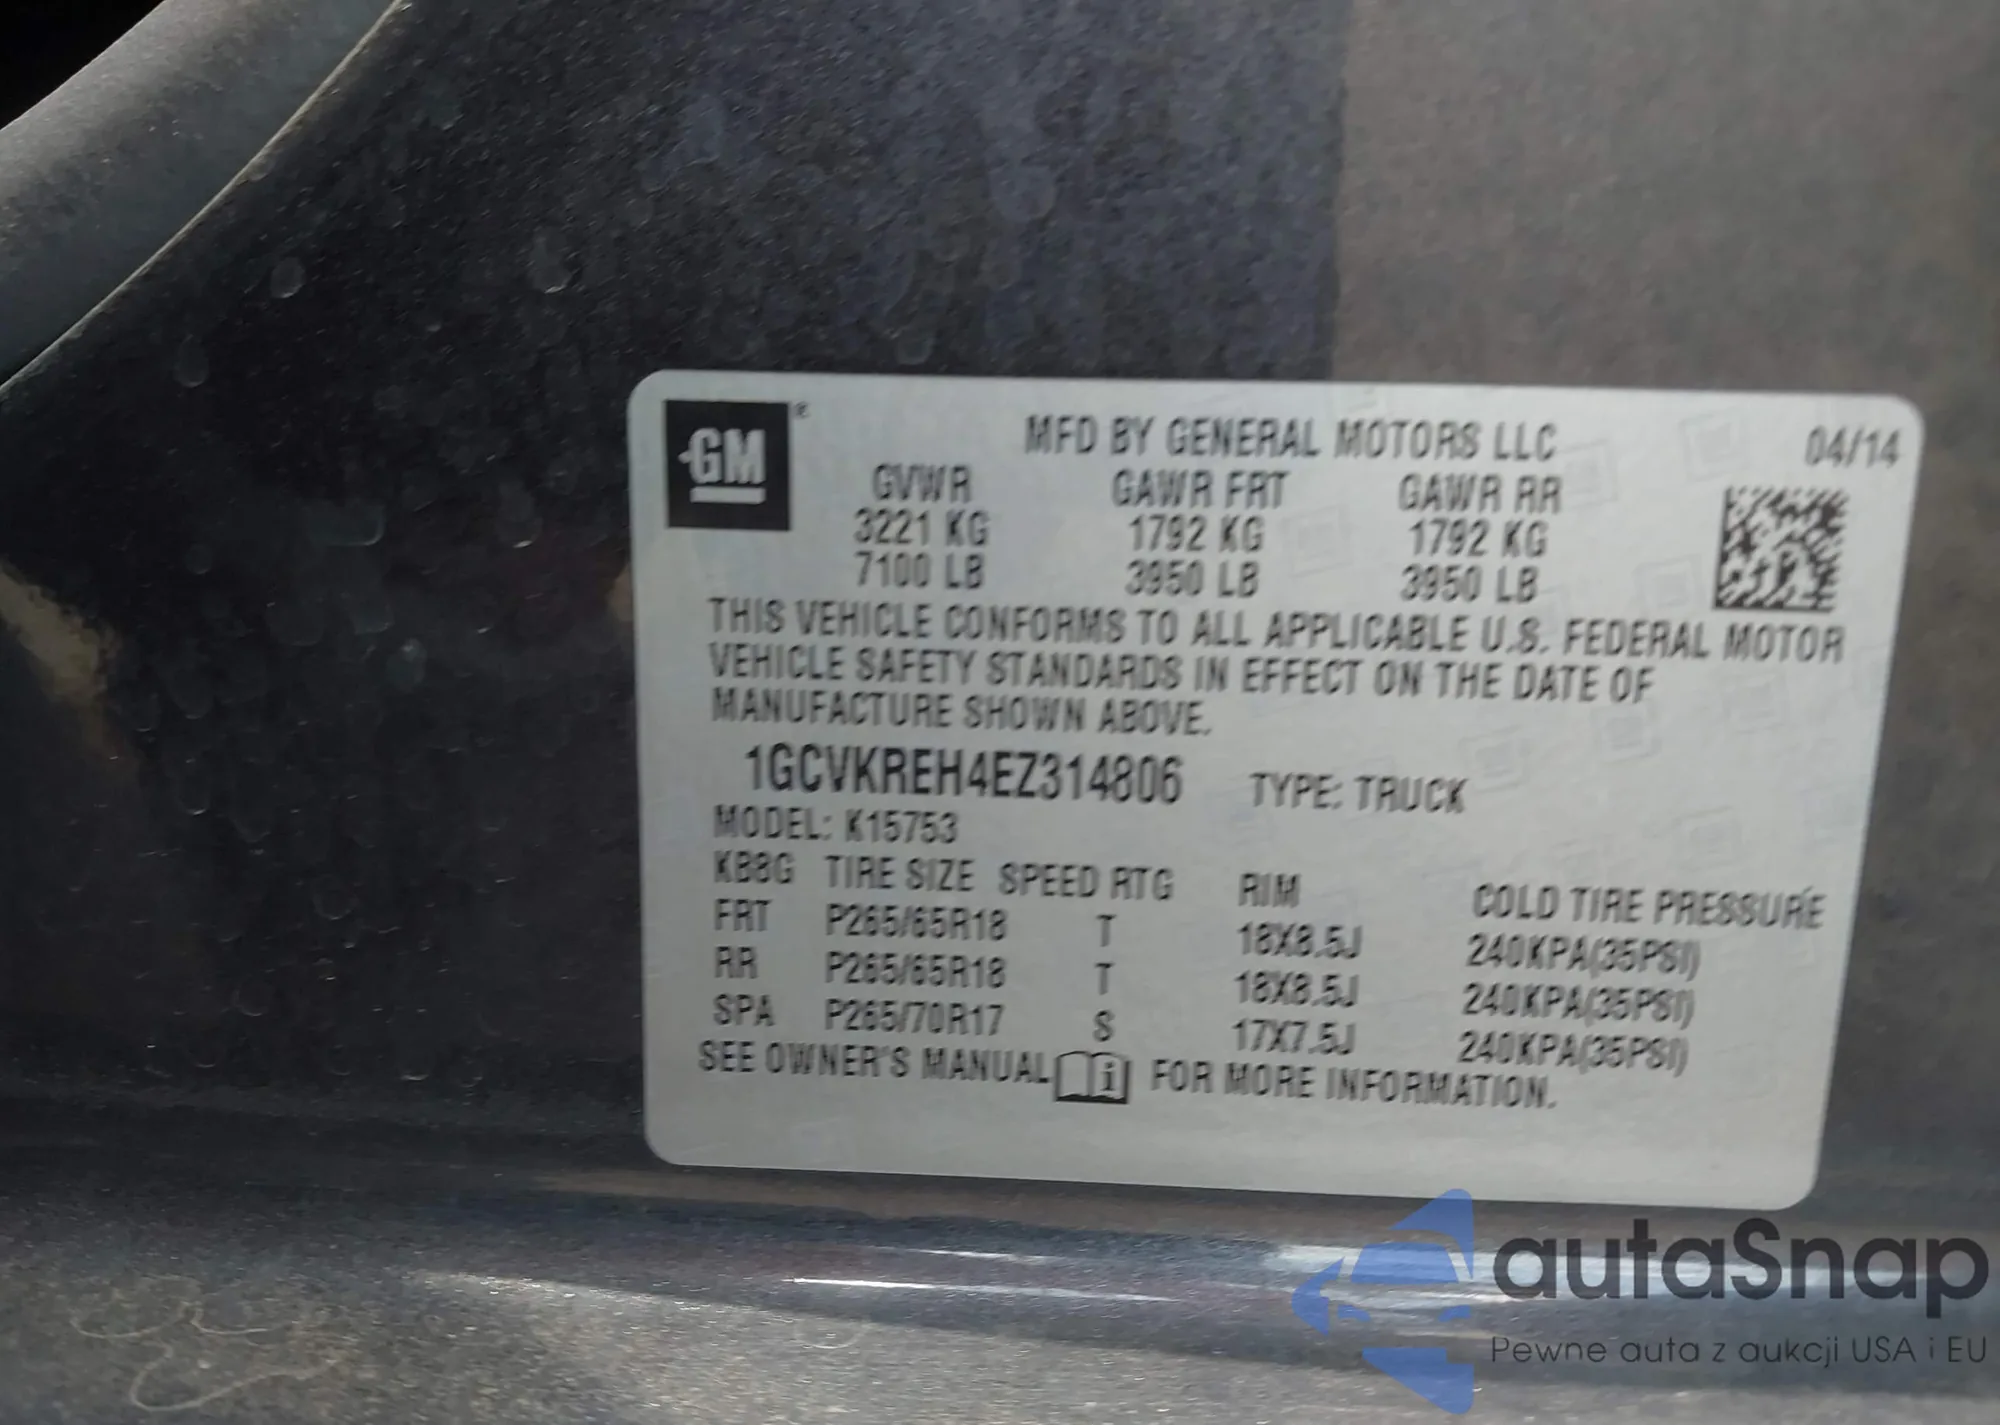 GM ®
MFD BY GENERAL MOTORS LLC 04/14
GVWR GAWR FRT GAWR RR
3221 KG 1792 KG 1792 KG
7100 LB 3950 LB 3950 LB
THIS VEHICLE CONFORMS TO ALL APPLICABLE U.S. FEDERAL MOTOR
VEHICLE SAFETY STANDARDS IN EFFECT ON THE DATE OF
MANUFACTURE SHOWN ABOVE.
1GCVKREH4EZ314806 TYPE: TRUCK
MODEL: K15753
KB8G TIRE SIZE SPEED RTG RIM COLD TIRE PRESSURE
FRT P265/65R18 T 18X8.5J 240KPA(35PSI)
RR P265/65R18 T 18X8.5J 240KPA(35PSI)
SPA P265/70R17 S 17X7.5J 240KPA(35PSI)
SEE OWNER'S MANUAL i FOR MORE INFORMATION.
autaSnap
Pewne auta z aukcji USA i EU